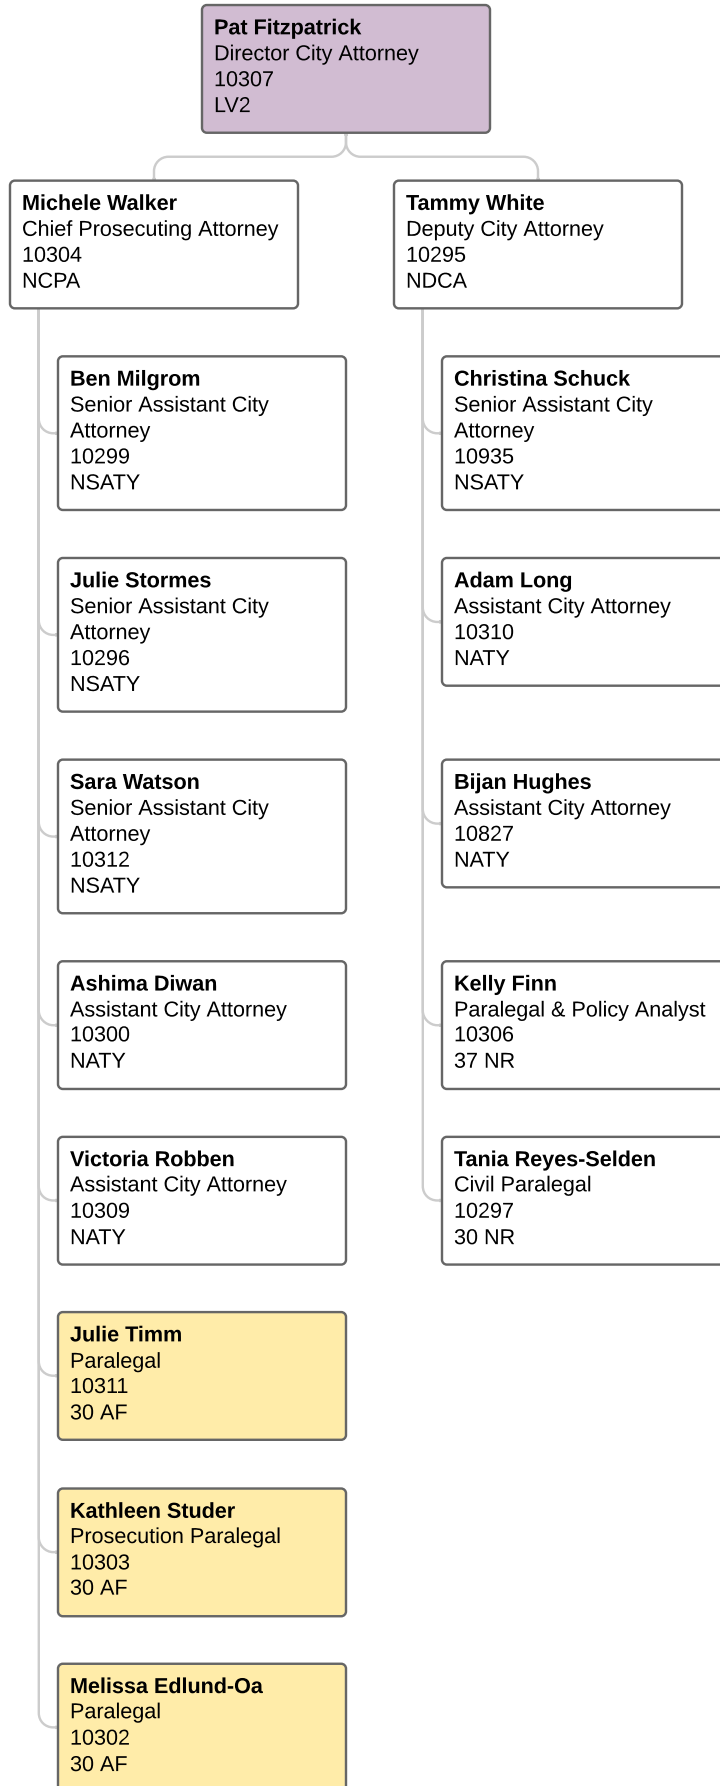 Pat Fitzpatrick
Director City Attorney
10307
LV2
Michele Walker
Chief Prosecuting Attorney
10304
NCPA
Ben Milgrom
Senior Assistant City
Attorney
10299
NSATY
Julie Stormes
Senior Assistant City
Attorney
10296
NSATY
Sara Watson
Senior Assistant City
Attorney
10312
NSATY
Ashima Diwan
Assistant City Attorney
10300
NATY
Victoria Robben
Assistant City Attorney
10309
NATY
Julie Timm
Paralegal
10311
30 AF
Kathleen Studer
Prosecution Paralegal
10303
30 AF
Melissa Edlund-Oa
Paralegal
10302
30 AF
Tammy White
Deputy City Attorney
10295
NDCA
Christina Schuck
Senior Assistant City
Attorney
10935
NSATY
Adam Long
Assistant City Attorney
10310
NATY
Bijan Hughes
Assistant City Attorney
10827
NATY
Kelly Finn
Paralegal & Policy Analyst
10306
37 NR
Tania Reyes-Selden
Civil Paralegal
10297
30 NR